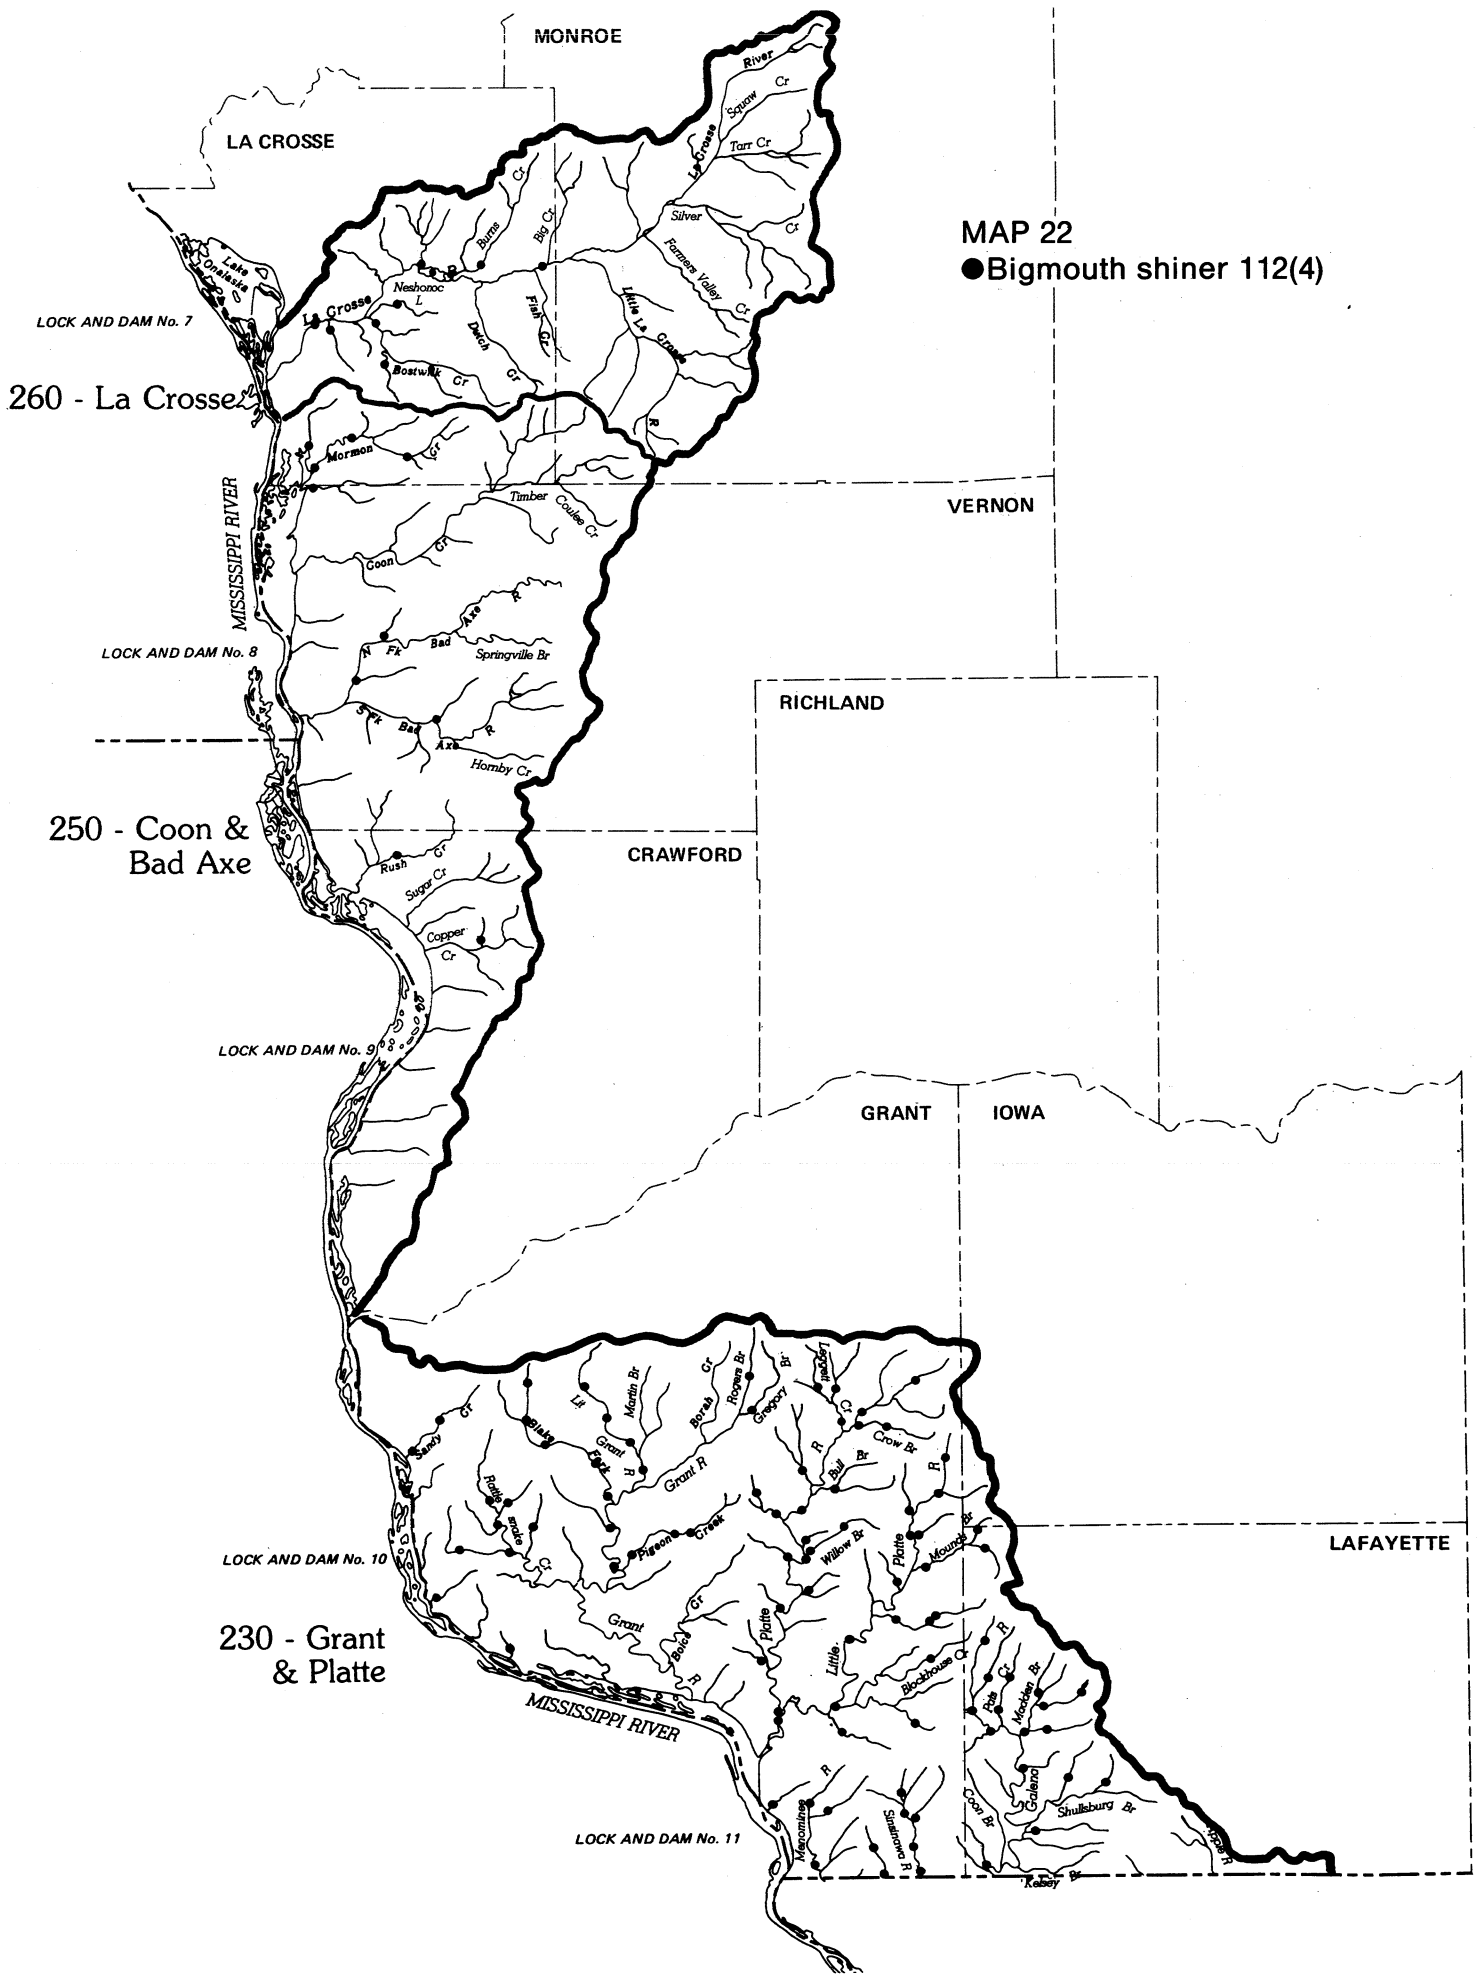 MONROE
LA CROSSE
La Crosse
River
Squaw Cr
Tarr Cr
Silver
Cr
Farmers Valley
Cr
Burns
Cr
Big Cr
MAP 22
●Bigmouth shiner 112(4)
Lake
Onalaska
Neshonoc
L
R
La Crosse
Fish Cr
Dutch
Cr
Little La Crosse
R
Bostwick
Cr
LOCK AND DAM No. 7
260 - La Crosse
Mormon
Cr
Timber
Coulee Cr
VERNON
MISSISSIPPI RIVER
Coon
Cr
N Fk Bad Axe R
Springville Br
LOCK AND DAM No. 8
S Fk Bad Axe R
Hornby Cr
RICHLAND
250 - Coon &
Bad Axe
CRAWFORD
Rush
Cr
Sugar Cr
Copper
Cr
LOCK AND DAM No. 9
GRANT
IOWA
Sandy
Cr
Blake
Fork
Lit
Grant
R
Martin Br
Borah
Cr
Rogers Br
Gregory
Br
Leggett
Cr
Crow Br
Grant R
R
Bull
Br
R
Rattle
snake
Cr
Pigeon Creek
Willow Br
Platte
Mounds
Br
LAFAYETTE
LOCK AND DAM No. 10
Grant
R
Boice
Cr
Platte
R
Little
Blockhouse Cr
230 - Grant
& Platte
MISSISSIPPI RIVER
R
Pats
Cr
Madden Br
Galena
Shullsburg Br
Coon Br
Menominee
R
Sinsinawa R
Apple R
LOCK AND DAM No. 11
Kelsey Br